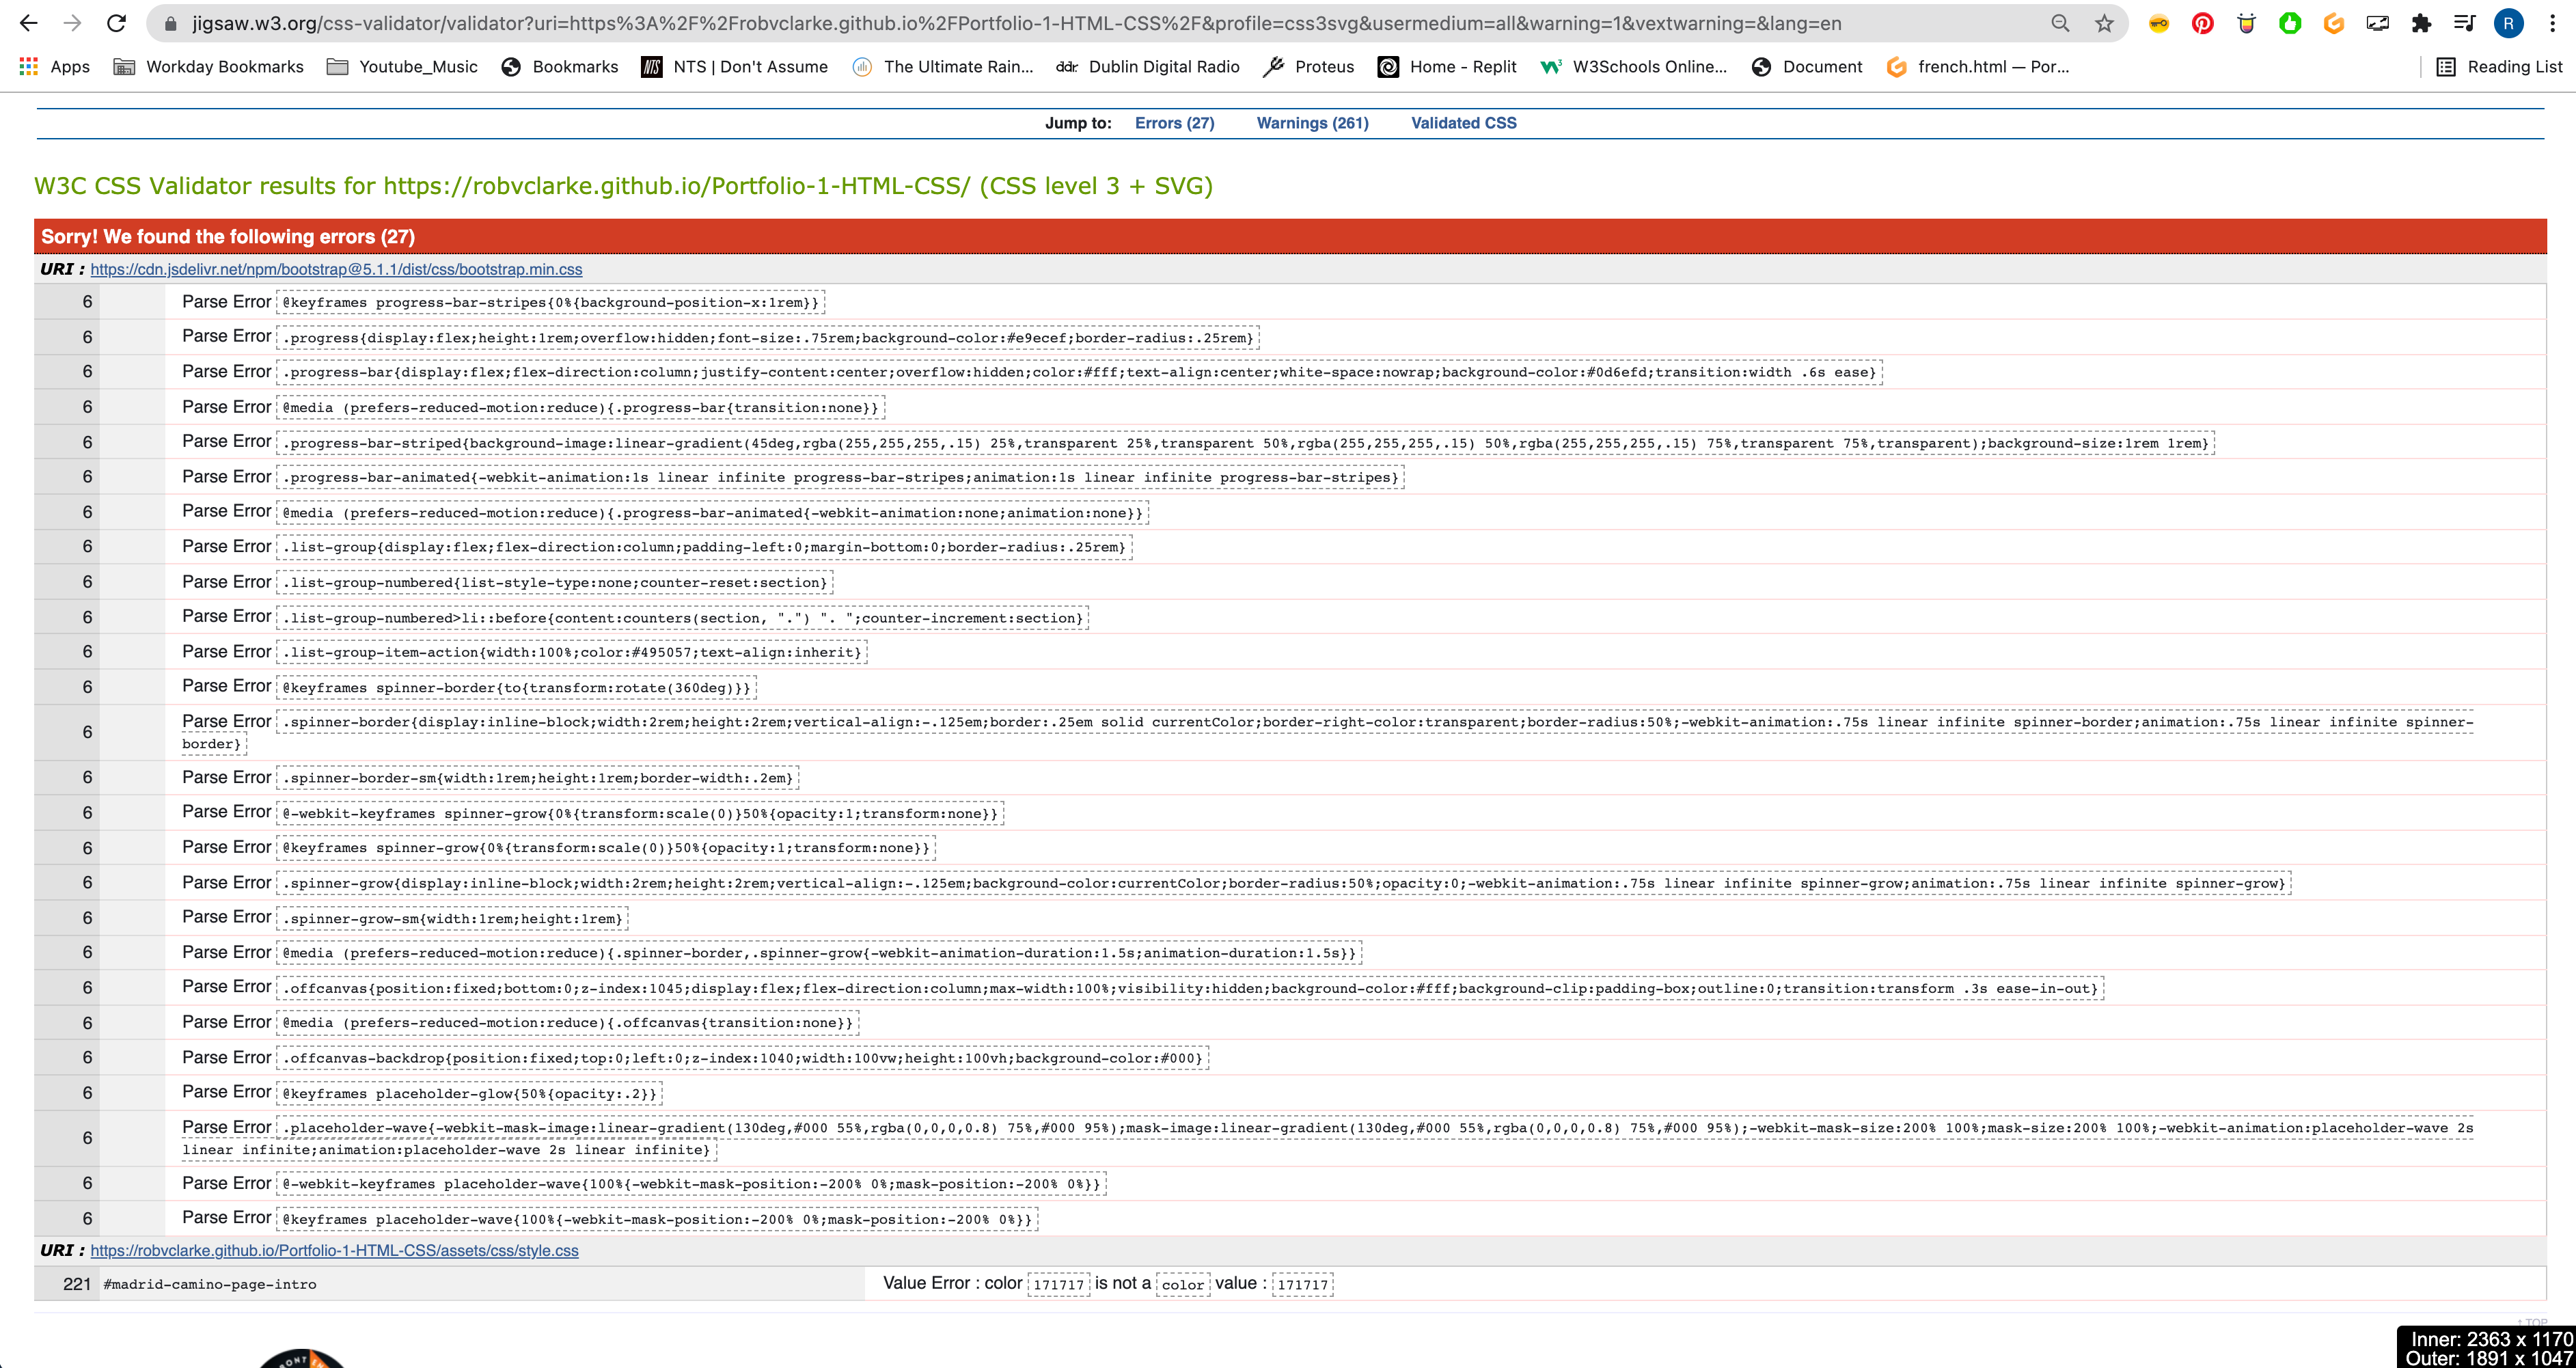 jigsaw.w3.org/css-validator/validator?uri=https%3A%2F%2Frobvclarke.github.io%2FPortfolio-1-HTML-CSS%2F&profile=css3svg&usermedium=all&warning=1&vextwarning=&lang=en
R
Apps Workday Bookmarks Youtube_Music Bookmarks NTS NTS | Don't Assume The Ultimate Rain... ddr. Dublin Digital Radio Proteus Home - Replit W3Schools Online... Document french.html — Por... Reading List
Jump to: Errors (27) Warnings (261) Validated CSS
W3C CSS Validator results for https://robvclarke.github.io/Portfolio-1-HTML-CSS/ (CSS level 3 + SVG)
Sorry! We found the following errors (27)
URI : https://cdn.jsdelivr.net/npm/bootstrap@5.1.1/dist/css/bootstrap.min.css
6 Parse Error @keyframes progress-bar-stripes{0%{background-position-x:1rem}}
6 Parse Error .progress{display:flex;height:1rem;overflow:hidden;font-size:.75rem;background-color:#e9ecef;border-radius:.25rem}
6 Parse Error .progress-bar{display:flex;flex-direction:column;justify-content:center;overflow:hidden;color:#fff;text-align:center;white-space:nowrap;background-color:#0d6efd;transition:width .6s ease}
6 Parse Error @media (prefers-reduced-motion:reduce){.progress-bar{transition:none}}
6 Parse Error .progress-bar-striped{background-image:linear-gradient(45deg,rgba(255,255,255,.15) 25%,transparent 25%,transparent 50%,rgba(255,255,255,.15) 50%,rgba(255,255,255,.15) 75%,transparent 75%,transparent);background-size:1rem 1rem}
6 Parse Error .progress-bar-animated{-webkit-animation:1s linear infinite progress-bar-stripes;animation:1s linear infinite progress-bar-stripes}
6 Parse Error @media (prefers-reduced-motion:reduce){.progress-bar-animated{-webkit-animation:none;animation:none}}
6 Parse Error .list-group{display:flex;flex-direction:column;padding-left:0;margin-bottom:0;border-radius:.25rem}
6 Parse Error .list-group-numbered{list-style-type:none;counter-reset:section}
6 Parse Error .list-group-numbered>li::before{content:counters(section, ".") ". ";counter-increment:section}
6 Parse Error .list-group-item-action{width:100%;color:#495057;text-align:inherit}
6 Parse Error @keyframes spinner-border{to{transform:rotate(360deg)}}
6 Parse Error .spinner-border{display:inline-block;width:2rem;height:2rem;vertical-align:-.125em;border:.25em solid currentColor;border-right-color:transparent;border-radius:50%;-webkit-animation:.75s linear infinite spinner-border;animation:.75s linear infinite spinner-
border}
6 Parse Error .spinner-border-sm{width:1rem;height:1rem;border-width:.2em}
6 Parse Error @-webkit-keyframes spinner-grow{0%{transform:scale(0)}50%{opacity:1;transform:none}}
6 Parse Error @keyframes spinner-grow{0%{transform:scale(0)}50%{opacity:1;transform:none}}
6 Parse Error .spinner-grow{display:inline-block;width:2rem;height:2rem;vertical-align:-.125em;background-color:currentColor;border-radius:50%;opacity:0;-webkit-animation:.75s linear infinite spinner-grow;animation:.75s linear infinite spinner-grow}
6 Parse Error .spinner-grow-sm{width:1rem;height:1rem}
6 Parse Error @media (prefers-reduced-motion:reduce){.spinner-border,.spinner-grow{-webkit-animation-duration:1.5s;animation-duration:1.5s}}
6 Parse Error .offcanvas{position:fixed;bottom:0;z-index:1045;display:flex;flex-direction:column;max-width:100%;visibility:hidden;background-color:#fff;background-clip:padding-box;outline:0;transition:transform .3s ease-in-out}
6 Parse Error @media (prefers-reduced-motion:reduce){.offcanvas{transition:none}}
6 Parse Error .offcanvas-backdrop{position:fixed;top:0;left:0;z-index:1040;width:100vw;height:100vh;background-color:#000}
6 Parse Error @keyframes placeholder-glow{50%{opacity:.2}}
6 Parse Error .placeholder-wave{-webkit-mask-image:linear-gradient(130deg,#000 55%,rgba(0,0,0,0.8) 75%,#000 95%);mask-image:linear-gradient(130deg,#000 55%,rgba(0,0,0,0.8) 75%,#000 95%);-webkit-mask-size:200% 100%;mask-size:200% 100%;-webkit-animation:placeholder-wave 2s
linear infinite;animation:placeholder-wave 2s linear infinite}
6 Parse Error @-webkit-keyframes placeholder-wave{100%{-webkit-mask-position:-200% 0%;mask-position:-200% 0%}}
6 Parse Error @keyframes placeholder-wave{100%{-webkit-mask-position:-200% 0%;mask-position:-200% 0%}}
URI : https://robvclarke.github.io/Portfolio-1-HTML-CSS/assets/css/style.css
221 #madrid-camino-page-intro Value Error : color 171717 is not a color value : 171717
↑ TOP
Inner: 2363 x 1170
Outer: 1891 x 1047